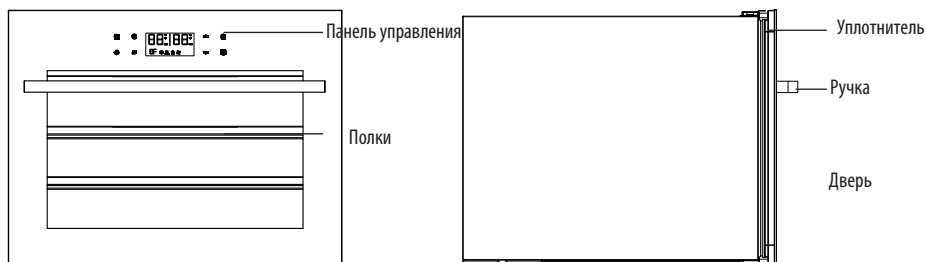 Панель управления
Полки
Уплотнитель
Ручка
Дверь